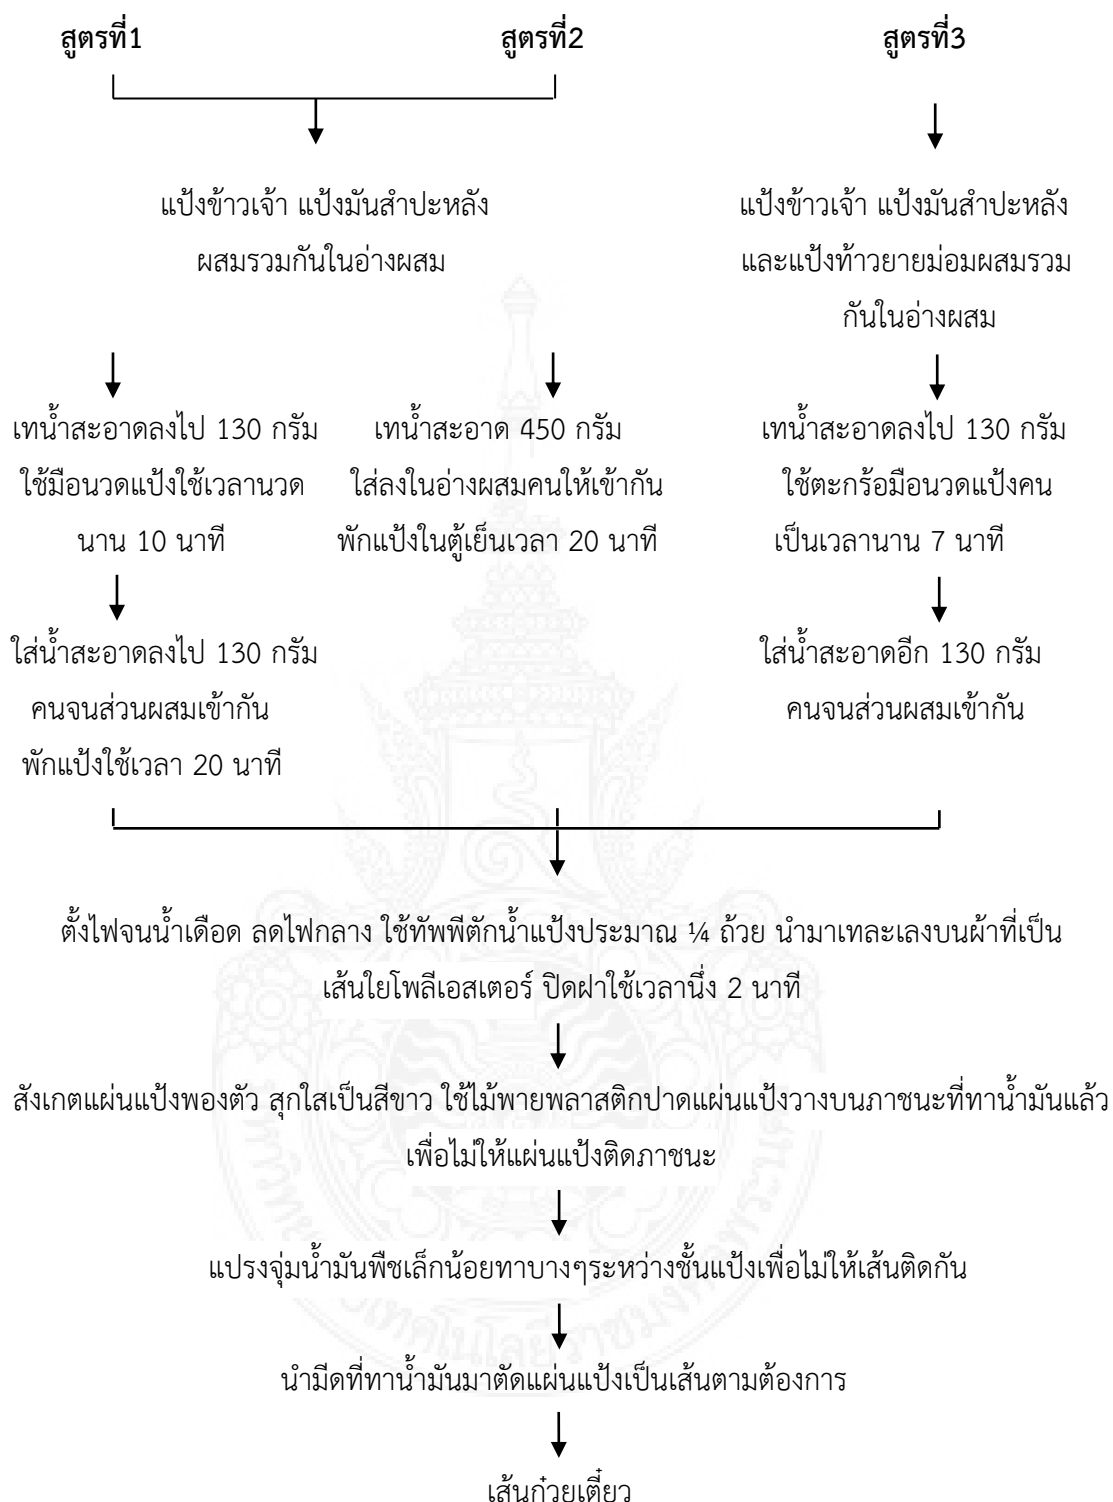 สูตรที่1
สูตรที่2
สูตรที่3
แป้งข้าวเจ้า แป้งมันสำปะหลัง
ผสมรวมกันในอ่างผสม
แป้งข้าวเจ้า แป้งมันสำปะหลัง
และแป้งท้าวยายม่อมผสมรวม
กันในอ่างผสม
เทน้ำสะอาดลงไป 130 กรัม
ใช้มือนวดแป้งใช้เวลานวด
นาน 10 นาที
เทน้ำสะอาด 450 กรัม
ใส่ลงในอ่างผสมคนให้เข้ากัน
พักแป้งในตู้เย็นเวลา 20 นาที
เทน้ำสะอาดลงไป 130 กรัม
ใช้ตะกร้อมือนวดแป้งคน
เป็นเวลานาน 7 นาที
ใส่น้ำสะอาดลงไป 130 กรัม
คนจนส่วนผสมเข้ากัน
พักแป้งใช้เวลา 20 นาที
ใส่น้ำสะอาดอีก 130 กรัม
คนจนส่วนผสมเข้ากัน
ตั้งไฟจนน้ำเดือด ลดไฟกลาง ใช้ทัพพีตักน้ำแป้งประมาณ ¼ ถ้วย นำมาเทละเลงบนผ้าที่เป็น
เส้นใยโพลีเอสเตอร์ ปิดฝาใช้เวลานึ่ง 2 นาที
สังเกตแผ่นแป้งพองตัว สุกใสเป็นสีขาว ใช้ไม้พายพลาสติกปาดแผ่นแป้งวางบนภาชนะที่ทาน้ำมันแล้ว
เพื่อไม่ให้แผ่นแป้งติดภาชนะ
แปรงจุ่มน้ำมันพืชเล็กน้อยทาบางๆระหว่างชั้นแป้งเพื่อไม่ให้เส้นติดกัน
นำมีดที่ทาน้ำมันมาตัดแผ่นแป้งเป็นเส้นตามต้องการ
เส้นก๋วยเตี๋ยว